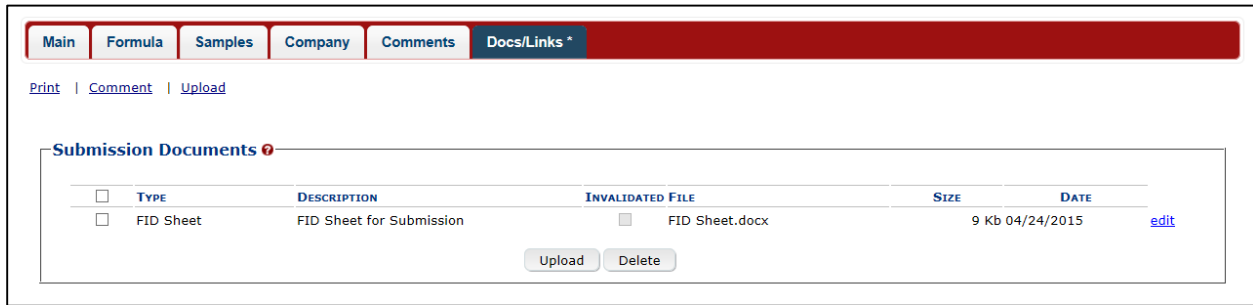 Main Formula Samples Company Comments Docs/Links *
Print | Comment | Upload
Submission Documents ?
TYPE DESCRIPTION INVALIDATED FILE SIZE DATE
FID Sheet FID Sheet for Submission FID Sheet.docx 9 Kb 04/24/2015 edit
Upload Delete